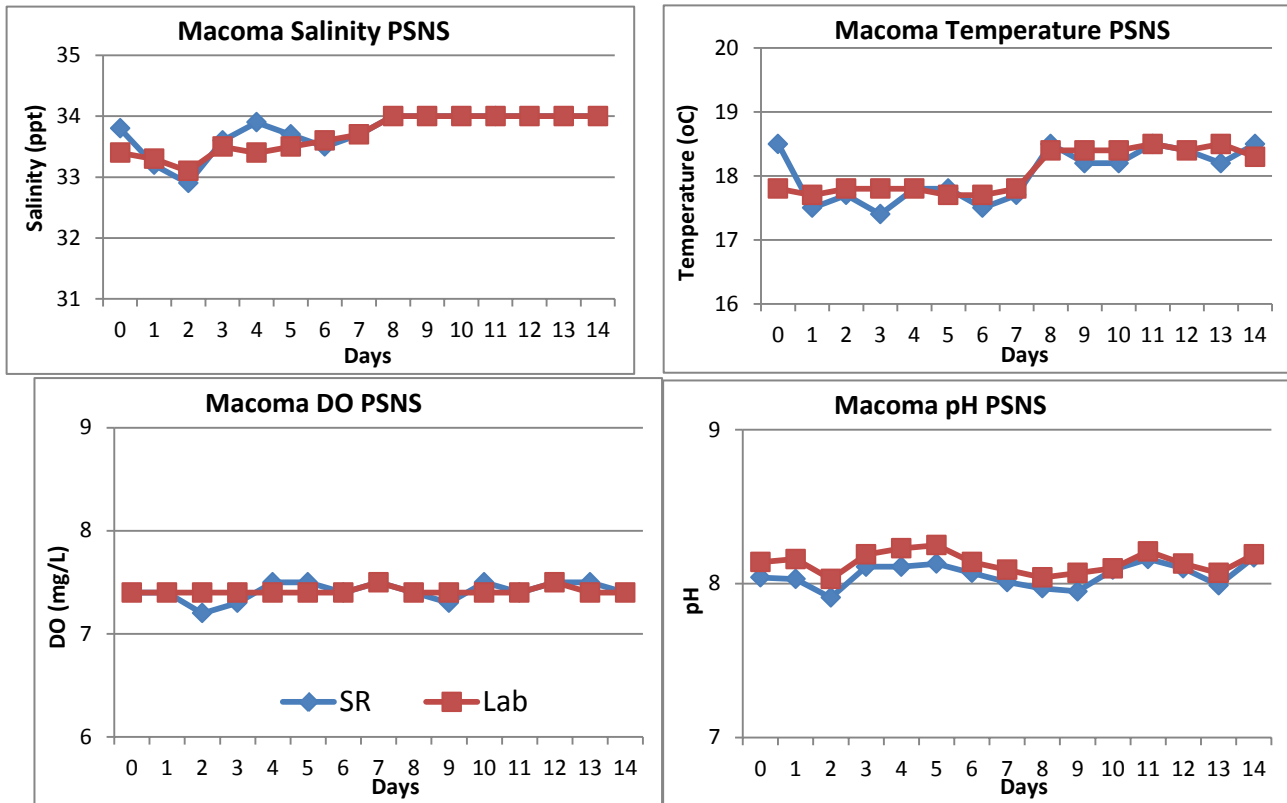 Macoma Salinity PSNS
Salinity (ppt)
35
34
33
32
31
0 1 2 3 4 5 6 7 8 9 10 11 12 13 14
Days
Macoma Temperature PSNS
Temperature (oC)
20
19
18
17
16
0 1 2 3 4 5 6 7 8 9 10 11 12 13 14
Days
Macoma DO PSNS
DO (mg/L)
9
8
7
6
SR Lab
0 1 2 3 4 5 6 7 8 9 10 11 12 13 14
Days
Macoma pH PSNS
pH
9
8
7
0 1 2 3 4 5 6 7 8 9 10 11 12 13 14
Days